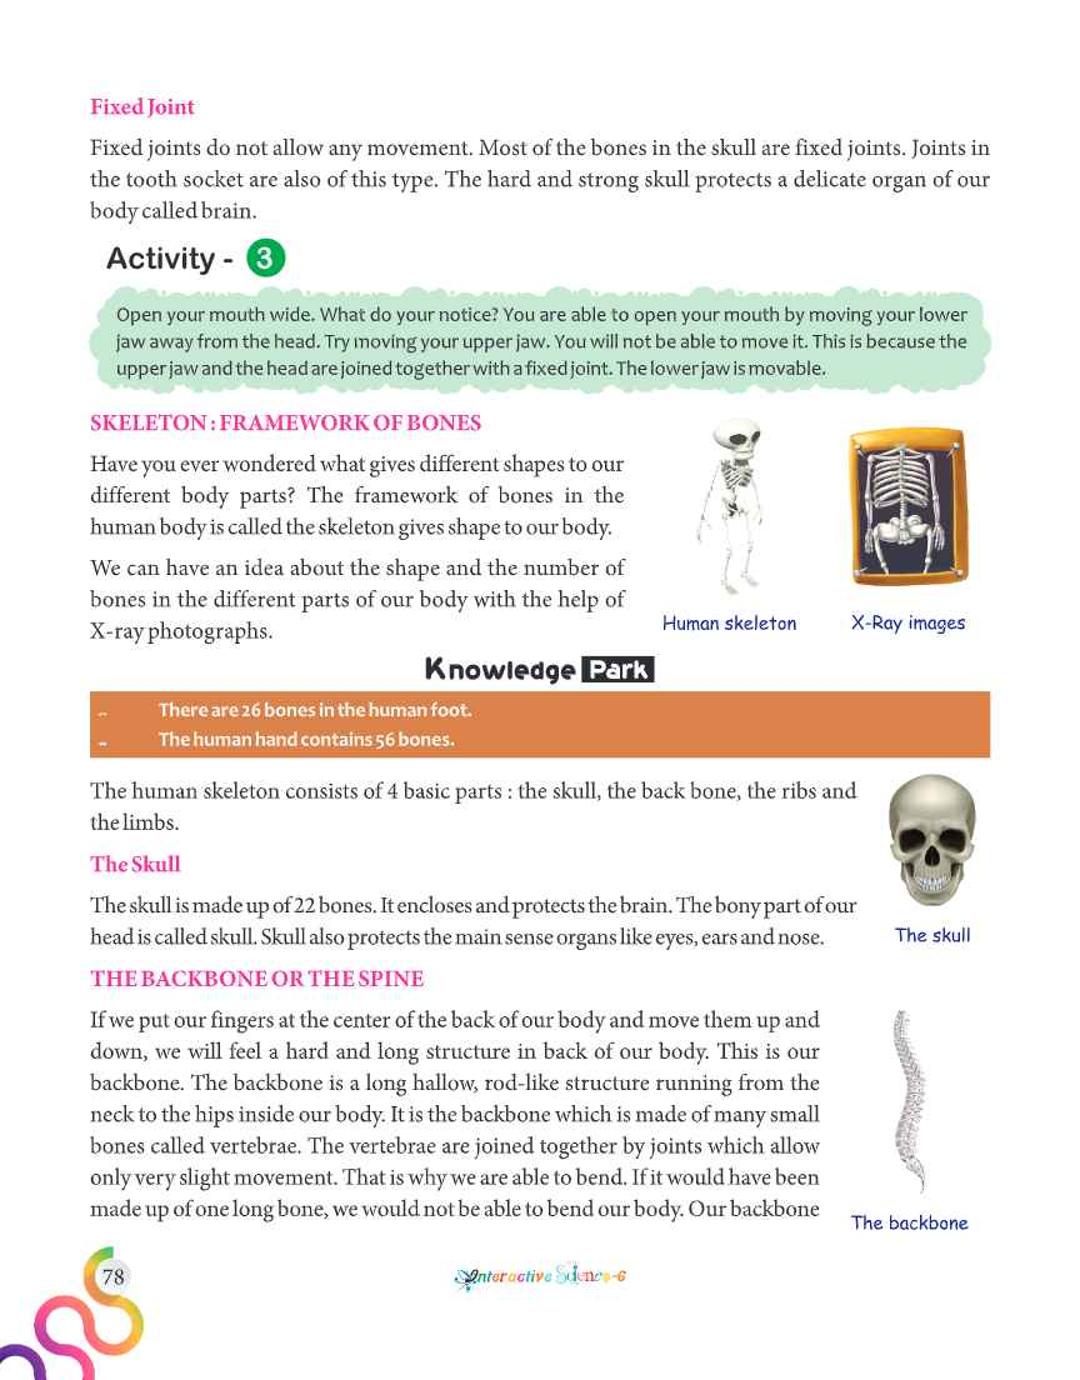 Fixed Joint
Fixed joints do not allow any movement. Most of the bones in the skull are fixed joints. Joints in
the tooth socket are also of this type. The hard and strong skull protects a delicate organ of our
body called brain.
Activity - 3
Open your mouth wide. What do your notice? You are able to open your mouth by moving your lower
jaw away from the head. Try moving your upper jaw. You will not be able to move it. This is because the
upper jaw and the head are joined together with a fixed joint. The lower jaw is movable.
SKELETON : FRAMEWORK OF BONES
Have you ever wondered what gives different shapes to our
different body parts? The framework of bones in the
human body is called the skeleton gives shape to our body.
We can have an idea about the shape and the number of
bones in the different parts of our body with the help of
X-ray photographs.
Human skeleton
X-Ray images
Knowledge Park
.. There are 26 bones in the human foot.
.. The human hand contains 56 bones.
The human skeleton consists of 4 basic parts : the skull, the back bone, the ribs and
the limbs.
The Skull
The skull is made up of 22 bones. It encloses and protects the brain. The bony part of our
head is called skull. Skull also protects the main sense organs like eyes, ears and nose.
The skull
THE BACKBONE OR THE SPINE
If we put our fingers at the center of the back of our body and move them up and
down, we will feel a hard and long structure in back of our body. This is our
backbone. The backbone is a long hallow, rod-like structure running from the
neck to the hips inside our body. It is the backbone which is made of many small
bones called vertebrae. The vertebrae are joined together by joints which allow
only very slight movement. That is why we are able to bend. If it would have been
made up of one long bone, we would not be able to bend our body. Our backbone
The backbone
78
Interactive Science-6